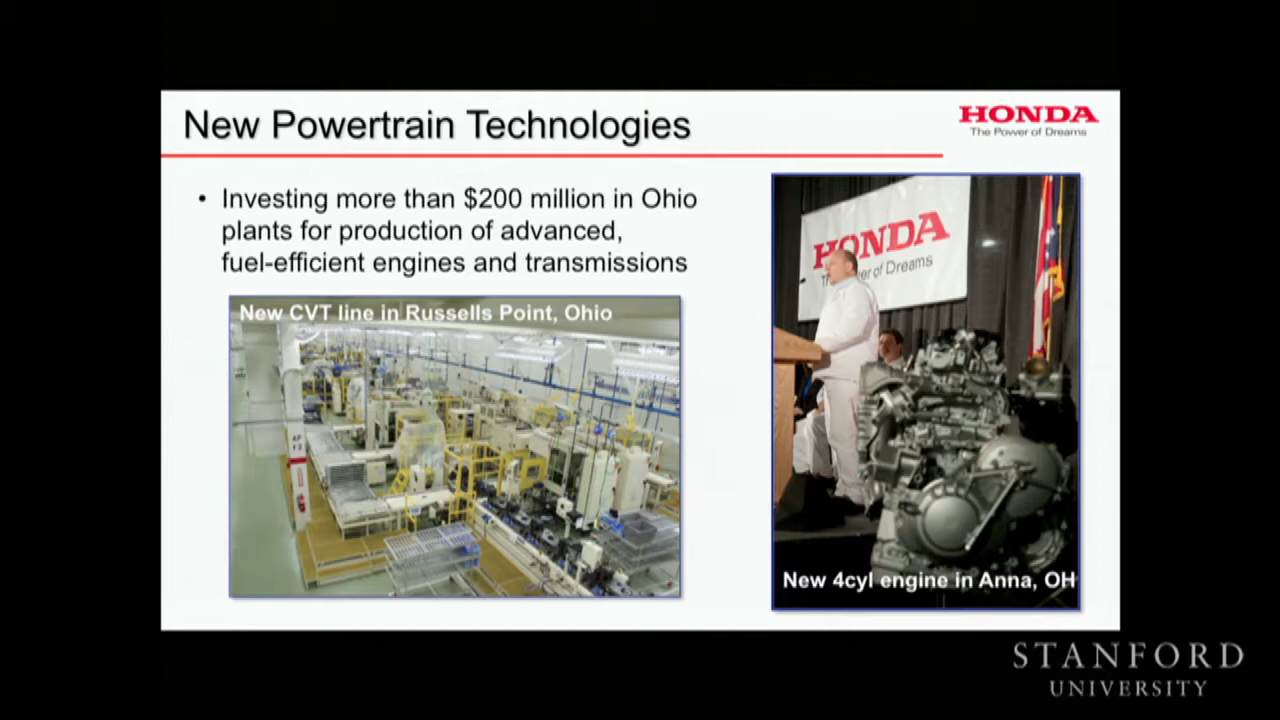 New Powertrain Technologies
HONDA
The Power of Dreams
• Investing more than $200 million in Ohio
plants for production of advanced,
fuel-efficient engines and transmissions
New CVT line in Russells Point, Ohio
HONDA
er of Dreams
New 4cyl engine in Anna, OH
STANFORD
UNIVERSITY